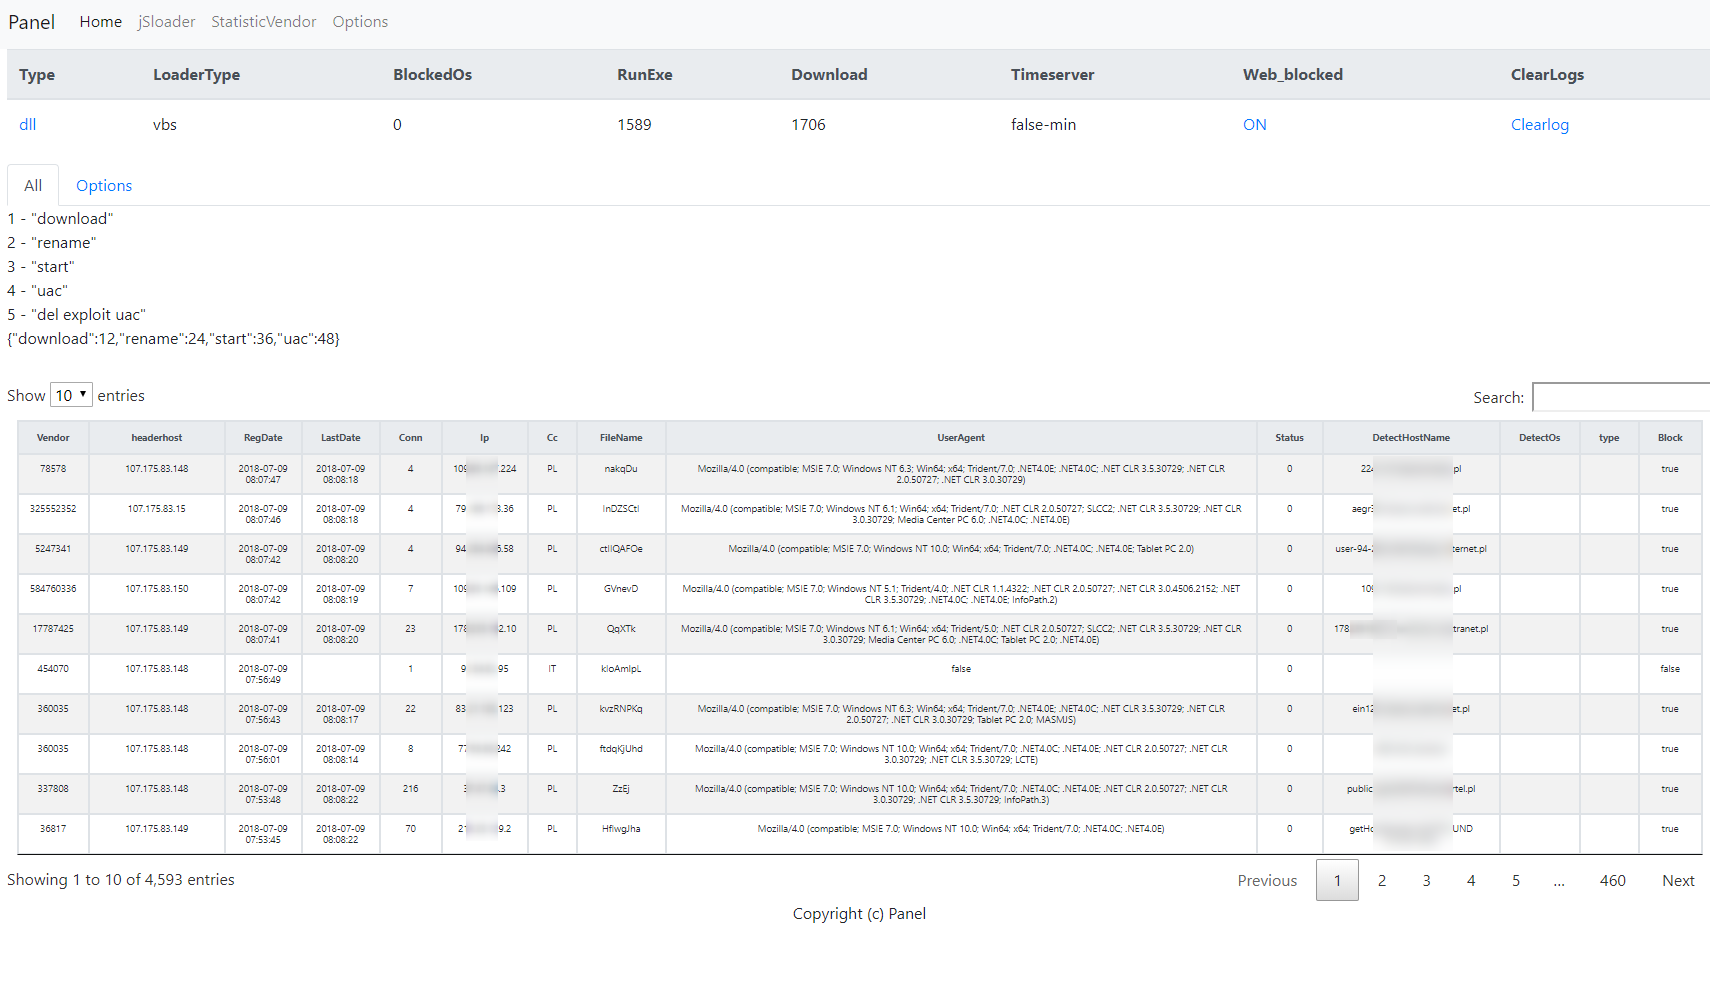 Panel Home jSloader StatisticVendor Options
Type LoaderType BlockedOs RunExe Download Timeserver Web_blocked ClearLogs
dll vbs 0 1589 1706 false-min ON Clearlog
All Options
1 - "download"
2 - "rename"
3 - "start"
4 - "uac"
5 - "del exploit uac"
{"download":12,"rename":24,"start":36,"uac":48}
Show 10 entries Search:
Vendor headerhost RegDate LastDate Conn Ip Cc FileName UserAgent Status DetectHostName DetectOs type Block
78578 107.175.83.148 2018-07-09 08:07:47 2018-07-09 08:08:18 4 109 .224 PL nakqDu Mozilla/4.0 (compatible; MSIE 7.0; Windows NT 6.3; Win64; x64; Trident/7.0; .NET4.0E; .NET4.0C; .NET CLR 3.5.30729; .NET CLR 2.0.50727; .NET CLR 3.0.30729) 0 224 pl true
325552352 107.175.83.15 2018-07-09 08:07:46 2018-07-09 08:08:18 4 79 .36 PL InDZSCtI Mozilla/4.0 (compatible; MSIE 7.0; Windows NT 6.1; Win64; x64; Trident/7.0; .NET CLR 2.0.50727; SLCC2; .NET CLR 3.5.30729; .NET CLR 3.0.30729; Media Center PC 6.0; .NET4.0C; .NET4.0E) 0 aegr et.pl true
5247341 107.175.83.149 2018-07-09 08:07:42 2018-07-09 08:08:20 4 94 .58 PL ctIIQAFOe Mozilla/4.0 (compatible; MSIE 7.0; Windows NT 10.0; Win64; x64; Trident/7.0; .NET4.0C; .NET4.0E; Tablet PC 2.0) 0 user-94- ternet.pl true
584760336 107.175.83.150 2018-07-09 08:07:42 2018-07-09 08:08:19 7 109 .109 PL GVnevD Mozilla/4.0 (compatible; MSIE 7.0; Windows NT 5.1; Trident/4.0; .NET CLR 1.1.4322; .NET CLR 2.0.50727; .NET CLR 3.0.4506.2152; .NET CLR 3.5.30729; .NET4.0C; .NET4.0E; InfoPath.2) 0 109 pl true
17787425 107.175.83.149 2018-07-09 08:07:41 2018-07-09 08:08:20 23 178 2.10 PL QqXTk Mozilla/4.0 (compatible; MSIE 7.0; Windows NT 6.1; Win64; x64; Trident/5.0; .NET CLR 2.0.50727; SLCC2; .NET CLR 3.5.30729; .NET CLR 3.0.30729; Media Center PC 6.0; .NET4.0C; Tablet PC 2.0; .NET4.0E) 0 178 tranet.pl true
454070 107.175.83.148 2018-07-09 07:56:49 1 9 95 IT kIoAmIpL false 0 false
360035 107.175.83.148 2018-07-09 07:56:43 2018-07-09 08:08:17 22 83 123 PL kvzRNPKq Mozilla/4.0 (compatible; MSIE 7.0; Windows NT 6.3; Win64; x64; Trident/7.0; .NET4.0E; .NET4.0C; .NET CLR 3.5.30729; .NET CLR 2.0.50727; .NET CLR 3.0.30729; Tablet PC 2.0; MASMJS) 0 ein12 et.pl true
360035 107.175.83.148 2018-07-09 07:56:01 2018-07-09 08:08:14 8 77 242 PL ftdqKjUhd Mozilla/4.0 (compatible; MSIE 7.0; Windows NT 10.0; Win64; x64; Trident/7.0; .NET4.0C; .NET4.0E; .NET CLR 2.0.50727; .NET CLR 3.0.30729; .NET CLR 3.5.30729; LCTE) 0 true
337808 107.175.83.148 2018-07-09 07:53:48 2018-07-09 08:08:22 216 .3 PL ZzEj Mozilla/4.0 (compatible; MSIE 7.0; Windows NT 10.0; Win64; x64; Trident/7.0; .NET4.0C; .NET4.0E; .NET CLR 2.0.50727; .NET CLR 3.0.30729; .NET CLR 3.5.30729; InfoPath.3) 0 public rtel.pl true
36817 107.175.83.149 2018-07-09 07:53:45 2018-07-09 08:08:22 70 21 9.2 PL HflwgJha Mozilla/4.0 (compatible; MSIE 7.0; Windows NT 10.0; Win64; x64; Trident/7.0; .NET4.0C; .NET4.0E) 0 getHo UND true
Showing 1 to 10 of 4,593 entries Previous 1 2 3 4 5 ... 460 Next
Copyright (c) Panel